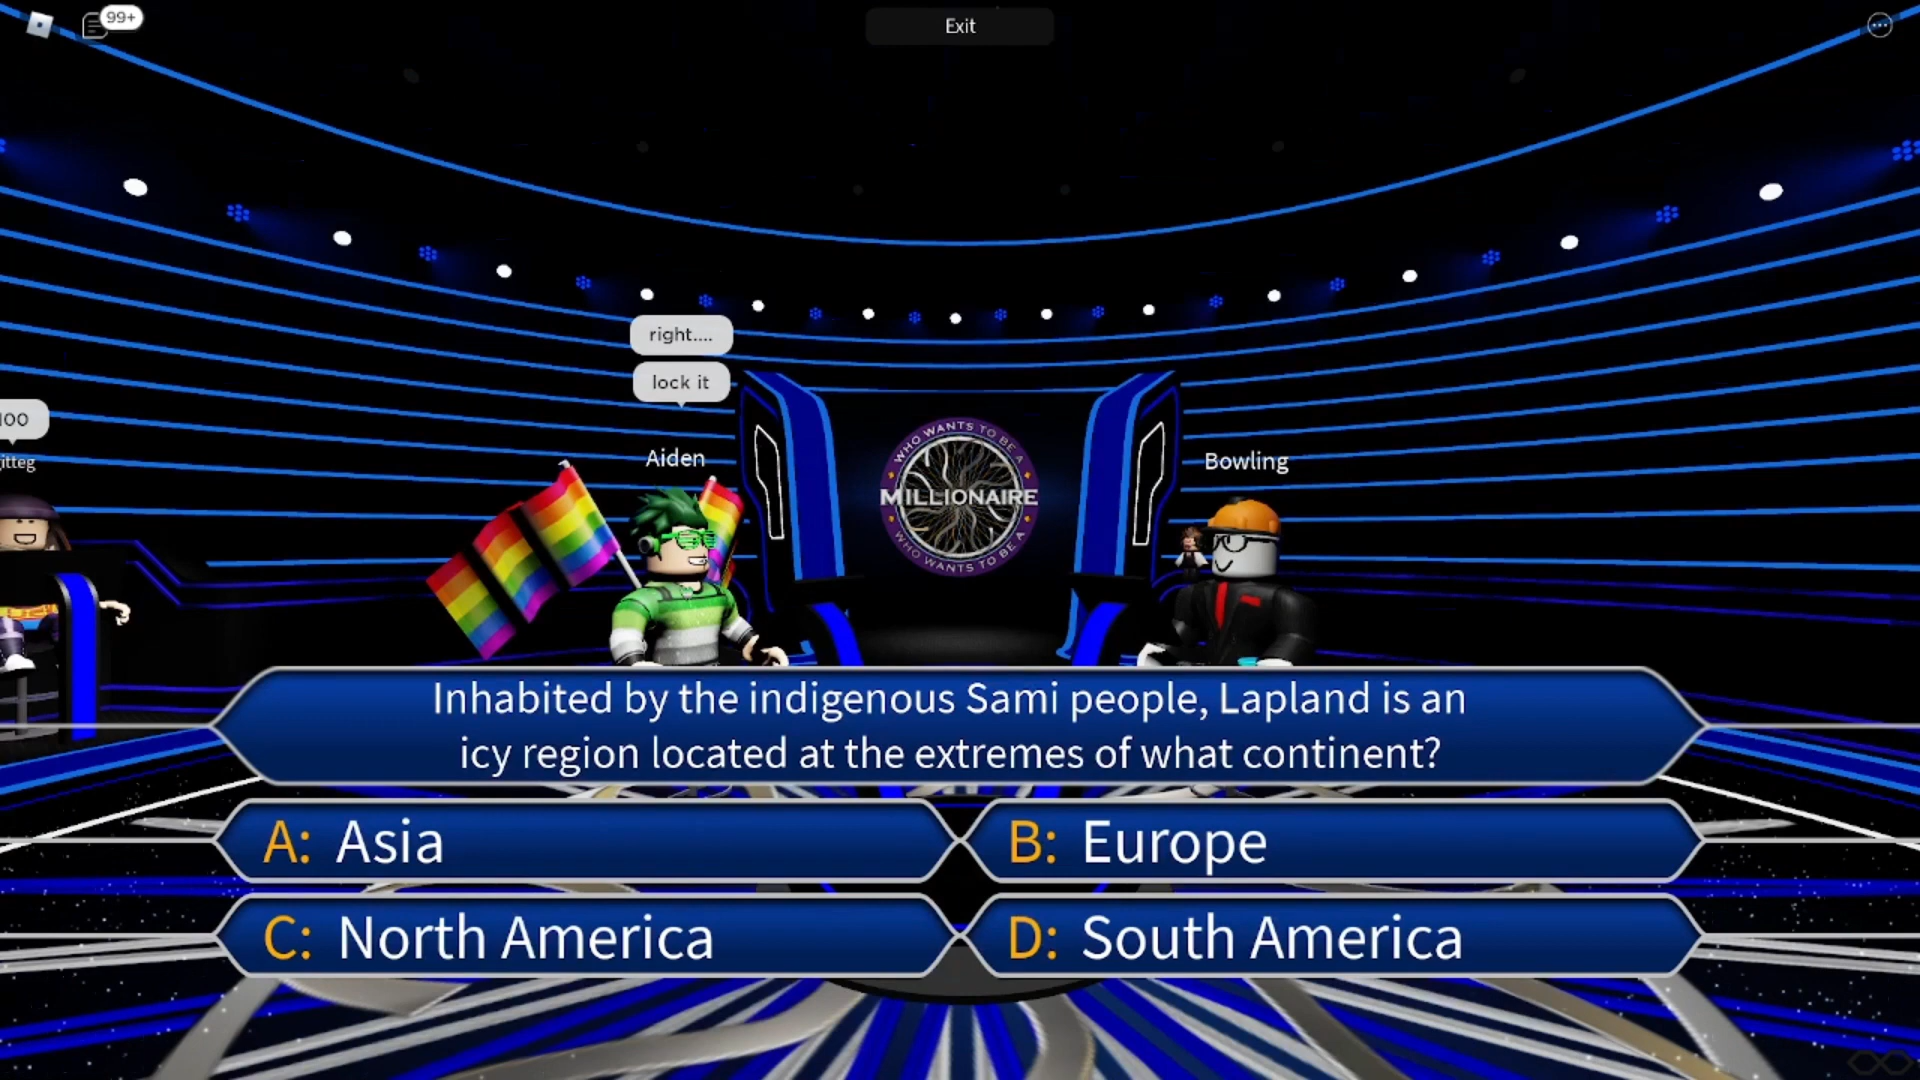 99+
Exit
right....
lock it
100
itteg
Aiden
Bowling
WHO WANTS TO BE A
MILLIONAIRE
WHO WANTS TO BE A
Inhabited by the indigenous Sami people, Lapland is an
icy region located at the extremes of what continent?
A: Asia
B: Europe
C: North America
D: South America